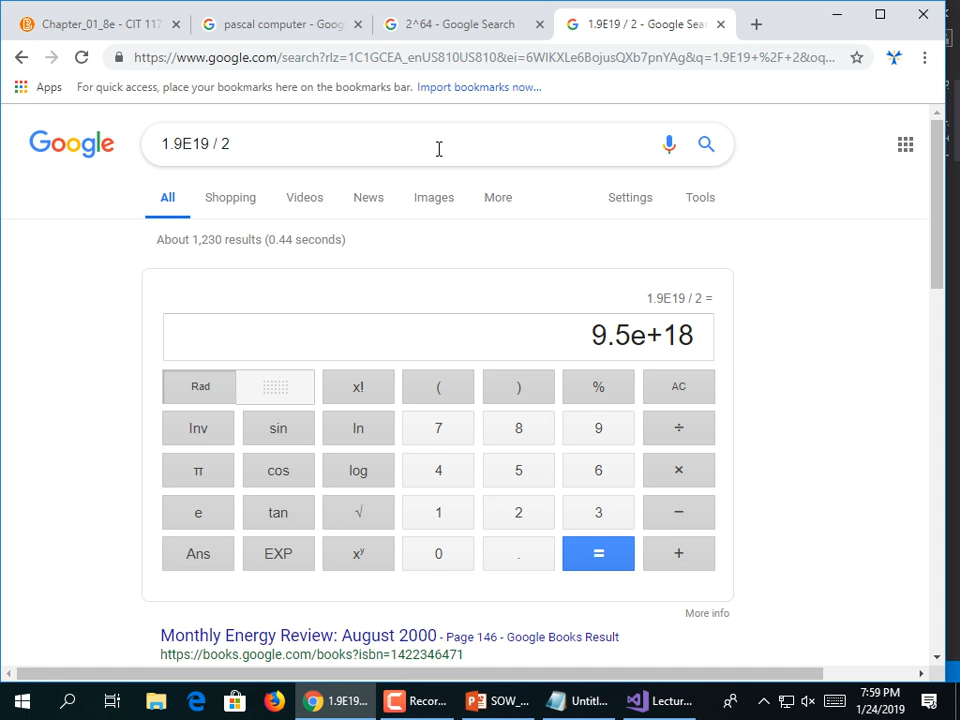 Chapter_01_8e - CIT 117
pascal computer - Goog
2^64 - Google Search
1.9E19 / 2 - Google Sear
https://www.google.com/search?rlz=1C1GCEA_enUS810US810&ei=6WlKXLe6BojusQXb7pnYAg&q=1.9E19+%2F+2&oq...
Apps
For quick access, place your bookmarks here on the bookmarks bar.
Import bookmarks now...
Google
1.9E19 / 2
All
Shopping
Videos
News
Images
More
Settings
Tools
About 1,230 results (0.44 seconds)
1.9E19 / 2 =
9.5e+18
Rad
x!
(
)
%
AC
Inv
sin
ln
7
8
9
÷
π
cos
log
4
5
6
×
e
tan
√
1
2
3
−
Ans
EXP
xʸ
0
.
=
+
More info
Monthly Energy Review: August 2000 - Page 146 - Google Books Result
https://books.google.com/books?isbn=1422346471
1.9E19...
Recor...
SOW_...
Untitl...
Lectur...
7:59 PM
1/24/2019